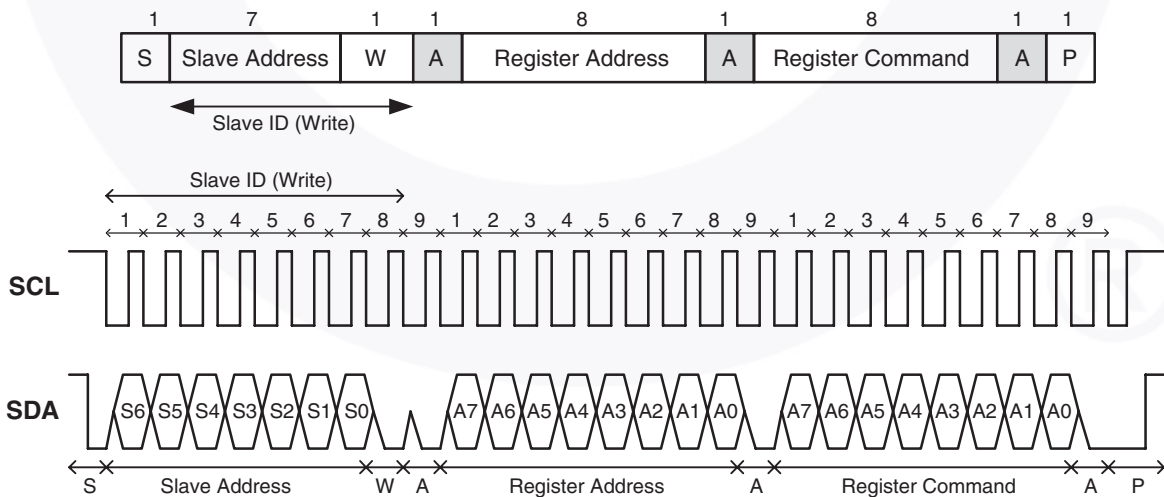 1 7 1 1 8 1 8 1 1
S Slave Address W A Register Address A Register Command A P
Slave ID (Write)
Slave ID (Write)
1 2 3 4 5 6 7 8 9 1 2 3 4 5 6 7 8 9 1 2 3 4 5 6 7 8 9
SCL
SDA S6 S5 S4 S3 S2 S1 S0 A7 A6 A5 A4 A3 A2 A1 A0 A7 A6 A5 A4 A3 A2 A1 A0
S Slave Address W A Register Address A Register Command A P
®